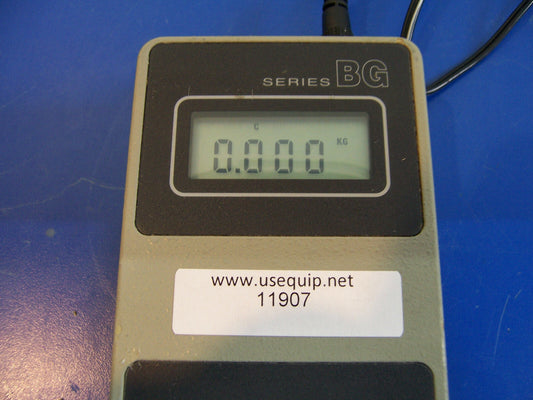 SERIES BG
C
0.000 KG
www.usequip.net
11907